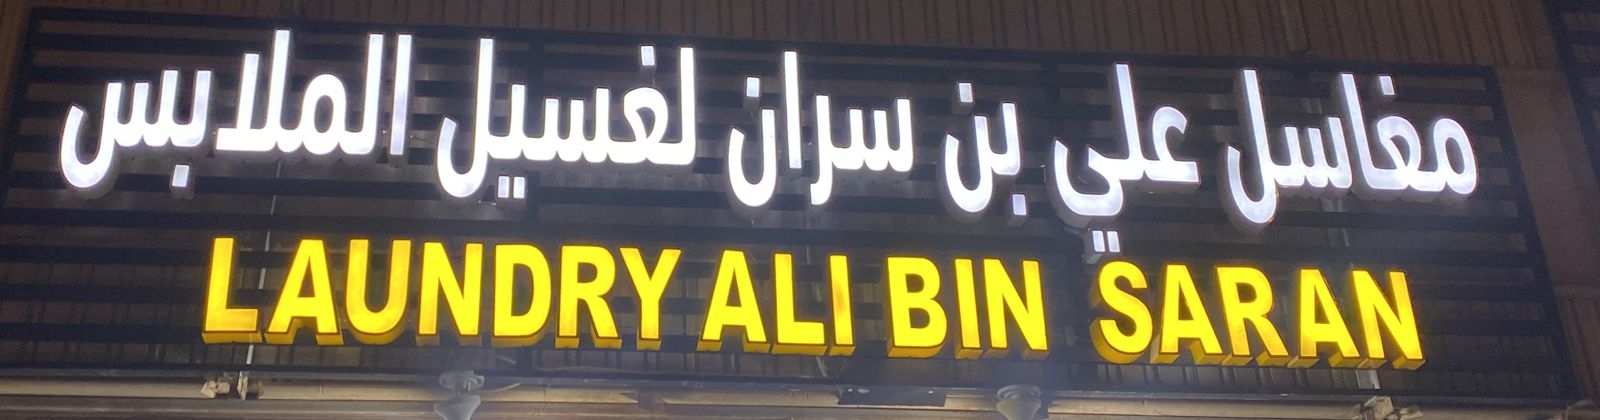 مغاسل علي بن سران لغسيل الملابس
LAUNDRY ALI BIN SARAN